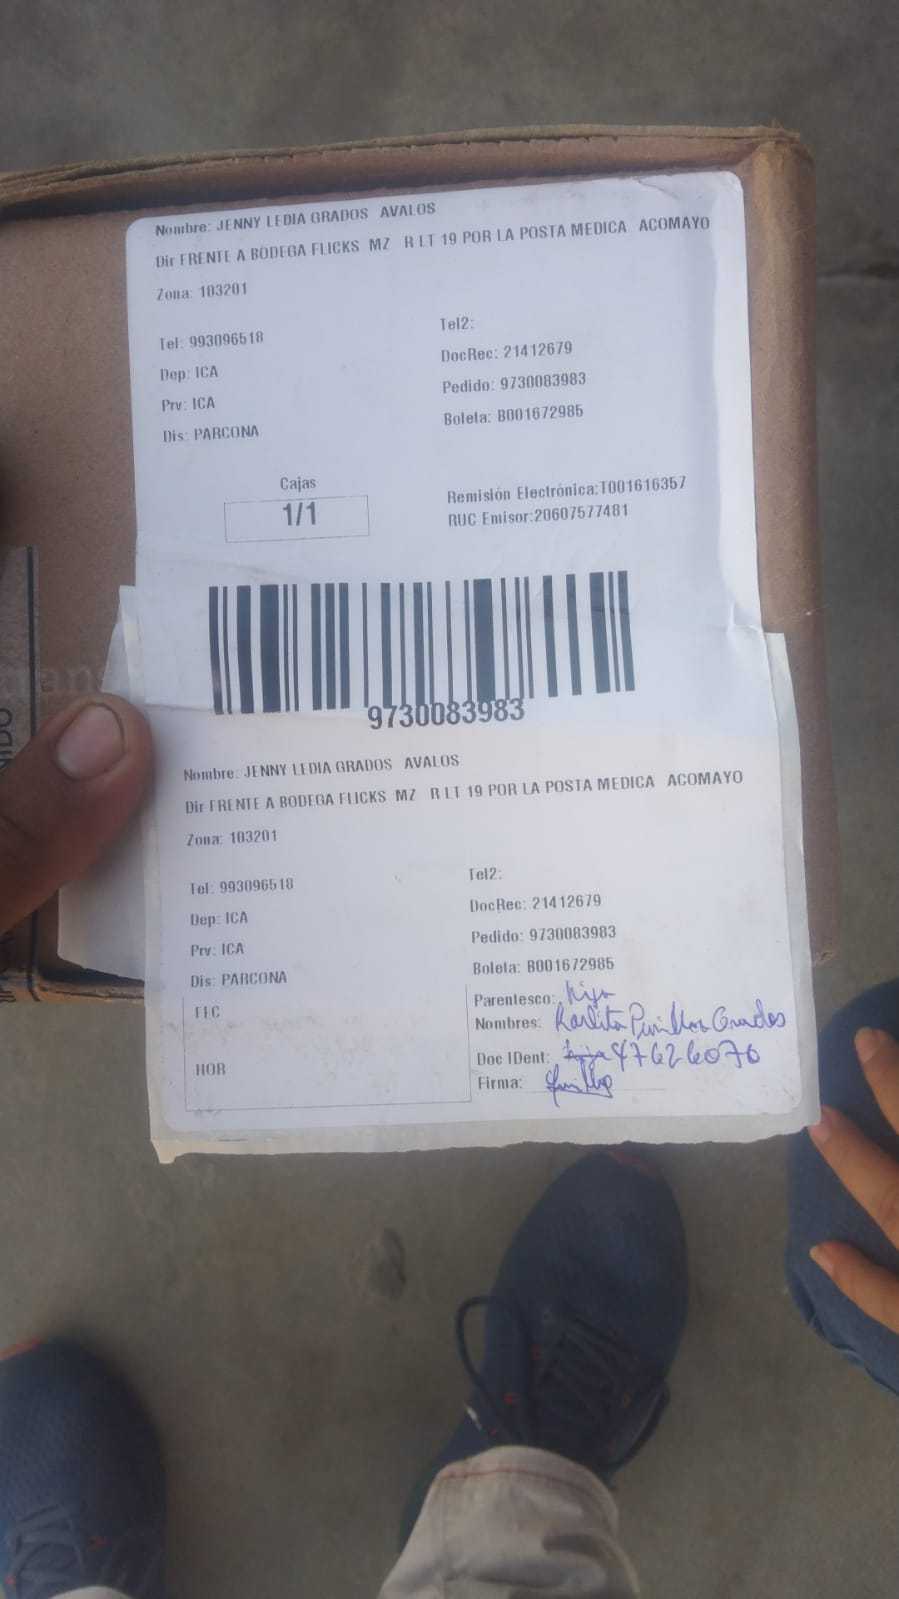 Nombre: JENNY LEDIA GRADOS AVALOS
Dir FRENTE A BODEGA FLICKS MZ R LT 19 POR LA POSTA MEDICA ACOMAYO
Zona: 103201
Tel: 993096518
Tel2:
Dep: ICA
DocRec: 21412679
Prv: ICA
Pedido: 9730083983
Dis: PARCONA
Boleta: B001672985
Cajas
1/1
Remisión Electrónica:T001616357
RUC Emisor:20607577481
9730083983
Nombre: JENNY LEDIA GRADOS AVALOS
Dir FRENTE A BODEGA FLICKS MZ R LT 19 POR LA POSTA MEDICA ACOMAYO
Zona: 103201
Tel: 993096518
Tel2:
Dep: ICA
DocRec: 21412679
Prv: ICA
Pedido: 9730083983
Dis: PARCONA
Boleta: B001672985
FEC
HOR
Parentesco: hija
Nombres: Karlita Grados
Doc IDent: 47626070
Firma: